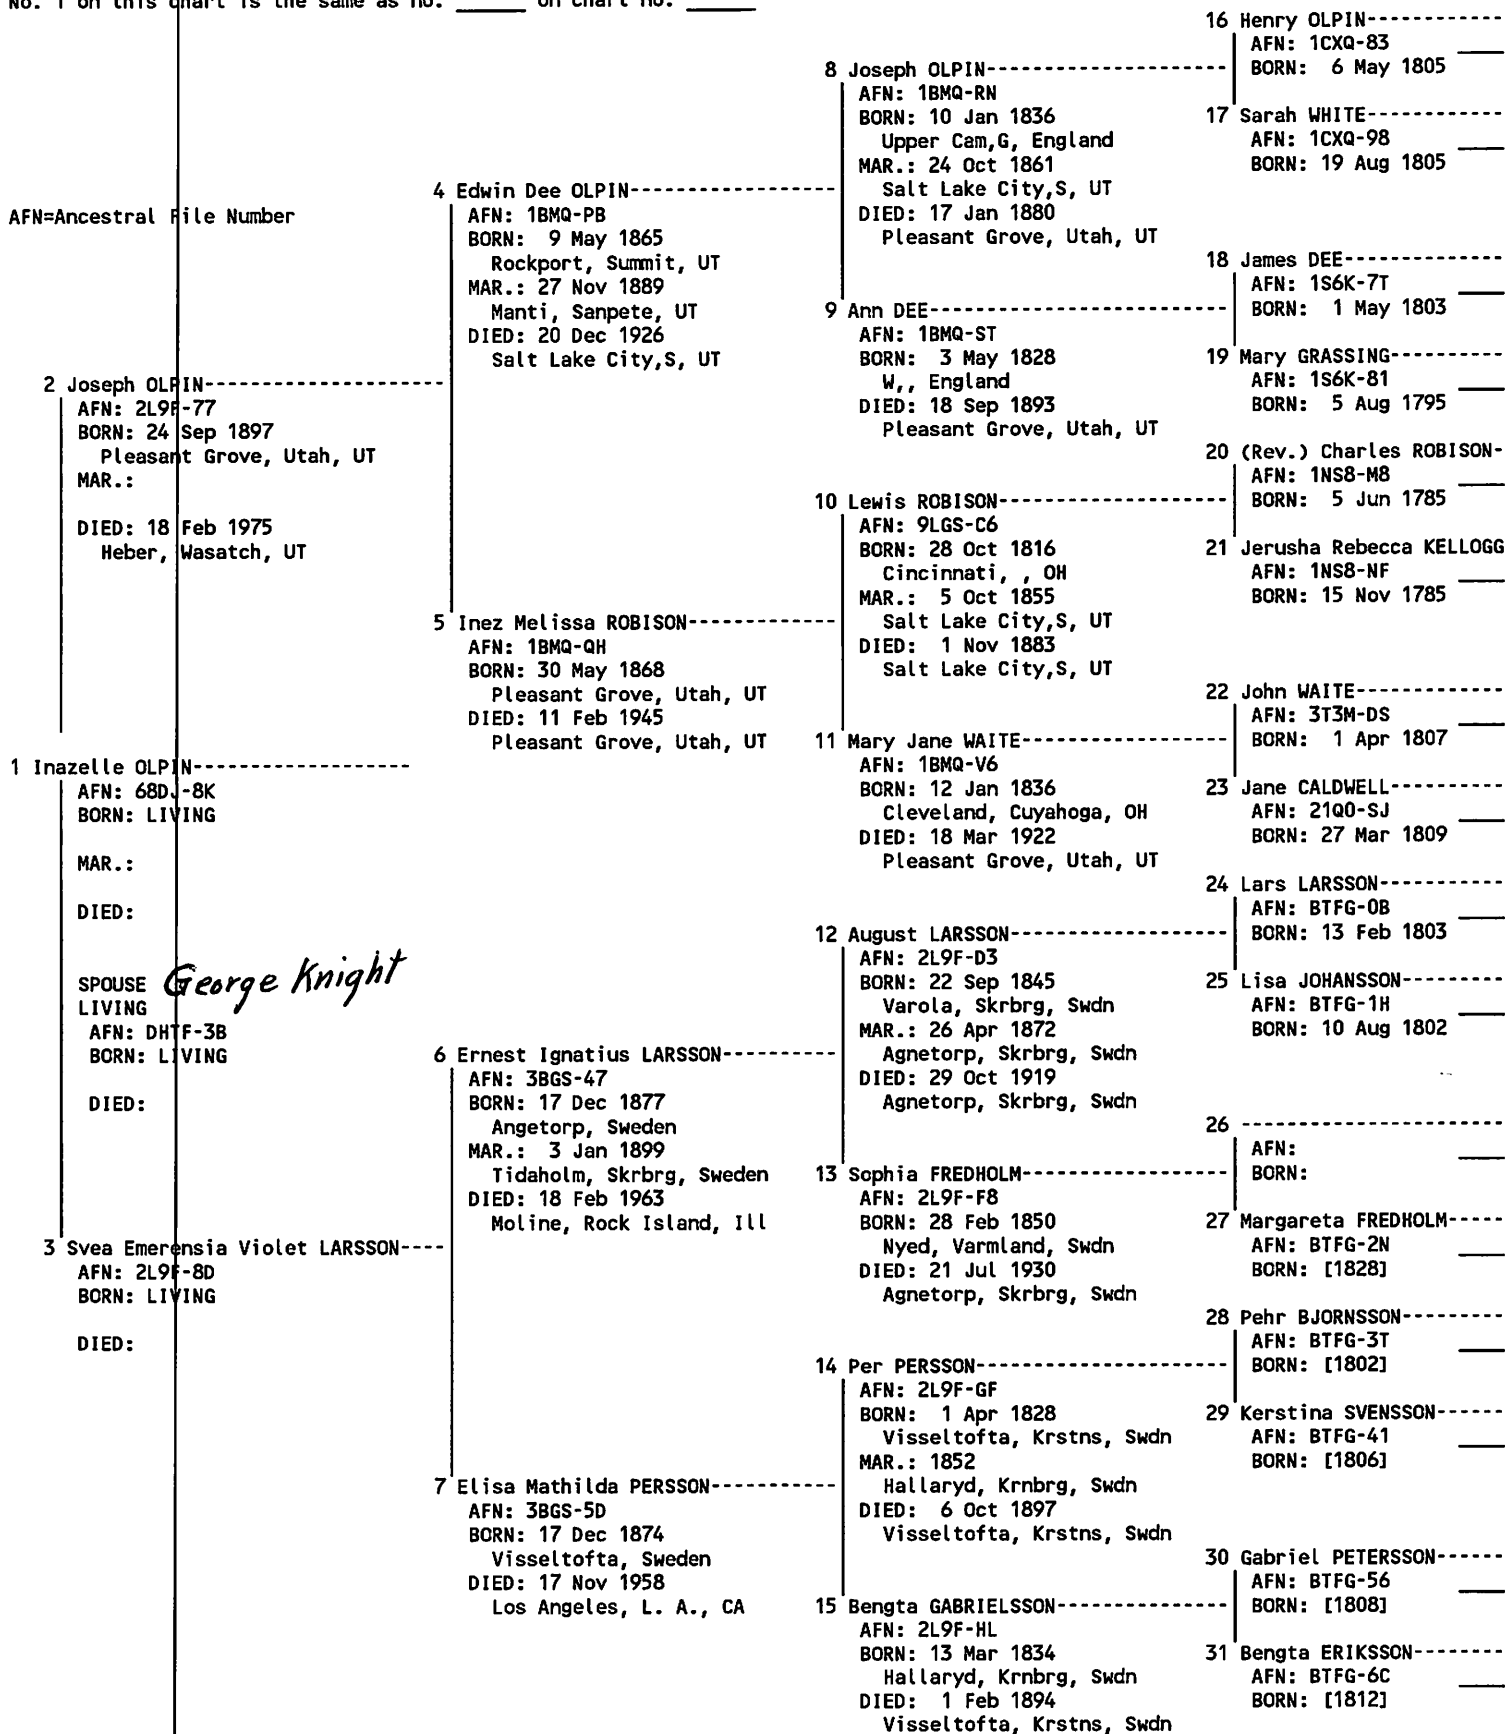 No. 1 on this chart is the same as no. ______ on chart no. ______
AFN=Ancestral File Number
1 Inazelle OLPIN------------------
AFN: 68DJ-8K
BORN: LIVING
MAR.:
DIED:
SPOUSE George Knight
LIVING
AFN: DHTF-3B
BORN: LIVING
DIED:
2 Joseph OLPIN--------------------
AFN: 2L9F-77
BORN: 24 Sep 1897
Pleasant Grove, Utah, UT
MAR.:
DIED: 18 Feb 1975
Heber, Wasatch, UT
3 Svea Emerensia Violet LARSSON----
AFN: 2L9F-8D
BORN: LIVING
DIED:
4 Edwin Dee OLPIN-----------------
AFN: 1BMQ-PB
BORN: 9 May 1865
Rockport, Summit, UT
MAR.: 27 Nov 1889
Manti, Sanpete, UT
DIED: 20 Dec 1926
Salt Lake City,S, UT
5 Inez Melissa ROBISON------------
AFN: 1BMQ-QH
BORN: 30 May 1868
Pleasant Grove, Utah, UT
DIED: 11 Feb 1945
Pleasant Grove, Utah, UT
6 Ernest Ignatius LARSSON---------
AFN: 3BGS-47
BORN: 17 Dec 1877
Angetorp, Sweden
MAR.: 3 Jan 1899
Tidaholm, Skrbrg, Sweden
DIED: 18 Feb 1963
Moline, Rock Island, Ill
7 Elisa Mathilda PERSSON----------
AFN: 3BGS-5D
BORN: 17 Dec 1874
Visseltofta, Sweden
DIED: 17 Nov 1958
Los Angeles, L. A., CA
8 Joseph OLPIN--------------------
AFN: 1BMQ-RN
BORN: 10 Jan 1836
Upper Cam,G, England
MAR.: 24 Oct 1861
Salt Lake City,S, UT
DIED: 17 Jan 1880
Pleasant Grove, Utah, UT
9 Ann DEE-------------------------
AFN: 1BMQ-ST
BORN: 3 May 1828
W,, England
DIED: 18 Sep 1893
Pleasant Grove, Utah, UT
10 Lewis ROBISON-------------------
AFN: 9LGS-C6
BORN: 28 Oct 1816
Cincinnati, , OH
MAR.: 5 Oct 1855
Salt Lake City,S, UT
DIED: 1 Nov 1883
Salt Lake City,S, UT
11 Mary Jane WAITE-----------------
AFN: 1BMQ-V6
BORN: 12 Jan 1836
Cleveland, Cuyahoga, OH
DIED: 18 Mar 1922
Pleasant Grove, Utah, UT
12 August LARSSON------------------
AFN: 2L9F-D3
BORN: 22 Sep 1845
Varola, Skrbrg, Swdn
MAR.: 26 Apr 1872
Agnetorp, Skrbrg, Swdn
DIED: 29 Oct 1919
Agnetorp, Skrbrg, Swdn
13 Sophia FREDHOLM-----------------
AFN: 2L9F-F8
BORN: 28 Feb 1850
Nyed, Varmland, Swdn
DIED: 21 Jul 1930
Agnetorp, Skrbrg, Swdn
14 Per PERSSON---------------------
AFN: 2L9F-GF
BORN: 1 Apr 1828
Visseltofta, Krstns, Swdn
MAR.: 1852
Hallaryd, Krnbrg, Swdn
DIED: 6 Oct 1897
Visseltofta, Krstns, Swdn
15 Bengta GABRIELSSON--------------
AFN: 2L9F-HL
BORN: 13 Mar 1834
Hallaryd, Krnbrg, Swdn
DIED: 1 Feb 1894
Visseltofta, Krstns, Swdn
16 Henry OLPIN------------
AFN: 1CXQ-83
BORN: 6 May 1805
17 Sarah WHITE------------
AFN: 1CXQ-98
BORN: 19 Aug 1805
18 James DEE--------------
AFN: 1S6K-7T
BORN: 1 May 1803
19 Mary GRASSING----------
AFN: 1S6K-81
BORN: 5 Aug 1795
20 (Rev.) Charles ROBISON-
AFN: 1NS8-M8
BORN: 5 Jun 1785
21 Jerusha Rebecca KELLOGG
AFN: 1NS8-NF
BORN: 15 Nov 1785
22 John WAITE-------------
AFN: 3T3M-DS
BORN: 1 Apr 1807
23 Jane CALDWELL----------
AFN: 21Q0-SJ
BORN: 27 Mar 1809
24 Lars LARSSON-----------
AFN: BTFG-0B
BORN: 13 Feb 1803
25 Lisa JOHANSSON---------
AFN: BTFG-1H
BORN: 10 Aug 1802
26 -----------------------
AFN:
BORN:
27 Margareta FREDHOLM-----
AFN: BTFG-2N
BORN: [1828]
28 Pehr BJORNSSON---------
AFN: BTFG-3T
BORN: [1802]
29 Kerstina SVENSSON------
AFN: BTFG-41
BORN: [1806]
30 Gabriel PETERSSON------
AFN: BTFG-56
BORN: [1808]
31 Bengta ERIKSSON--------
AFN: BTFG-6C
BORN: [1812]